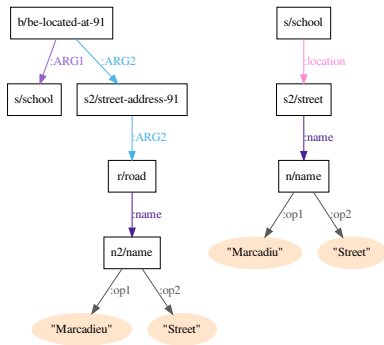 b/be-located-at-91
s/school
:ARG1
:ARG2
:location
s/school
s2/street-address-91
s2/street
:ARG2
:name
r/road
n/name
:name
:op1
:op2
n2/name
"Marcadiu"
"Street"
:op1
:op2
"Marcadieu"
"Street"